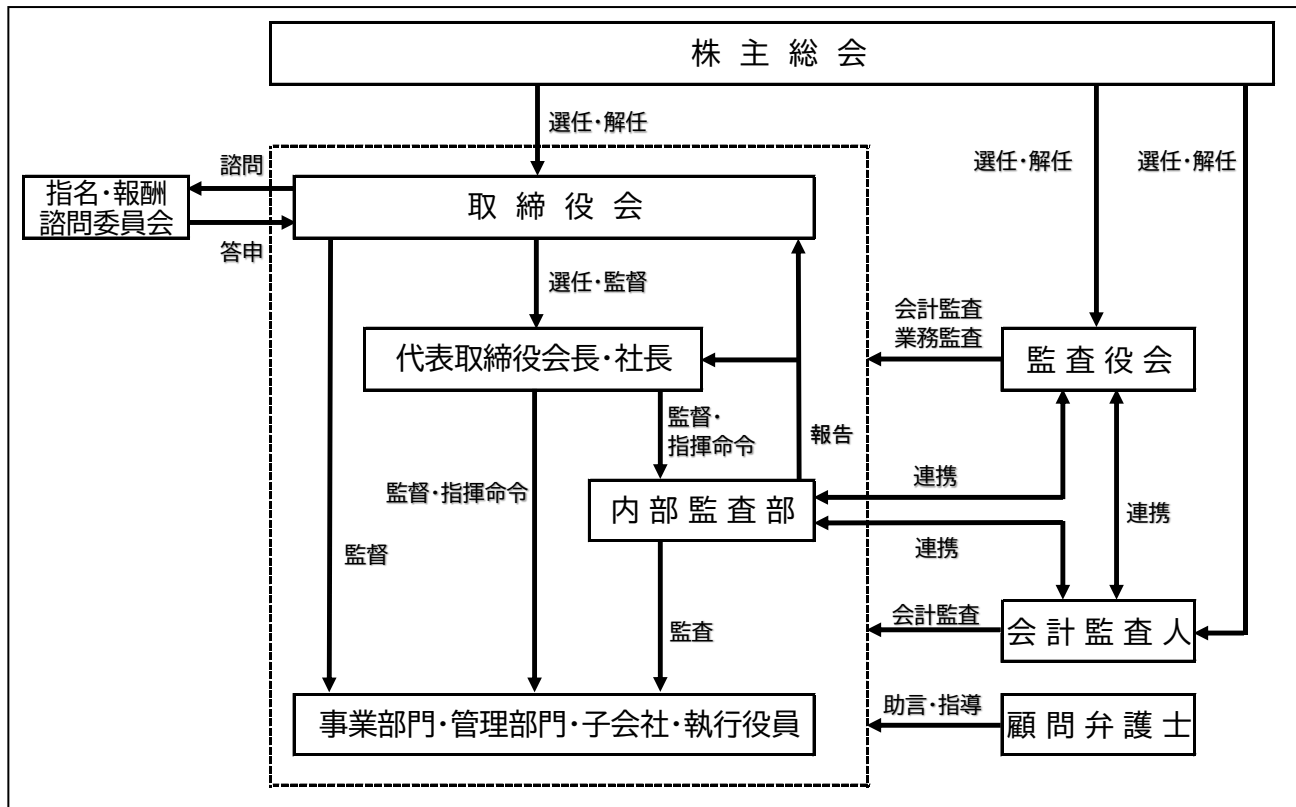 株主総会
選任・解任
選任・解任
選任・解任
諮問
指名・報酬
諮問委員会
答申
取締役会
選任・監督
会計監査
業務監査
代表取締役会長・社長
監査役会
監督・
指揮命令
報告
監督・指揮命令
連携
内部監査部
連携
連携
監督
会計監査
会計監査人
監査
助言・指導
事業部門・管理部門・子会社・執行役員
顧問弁護士